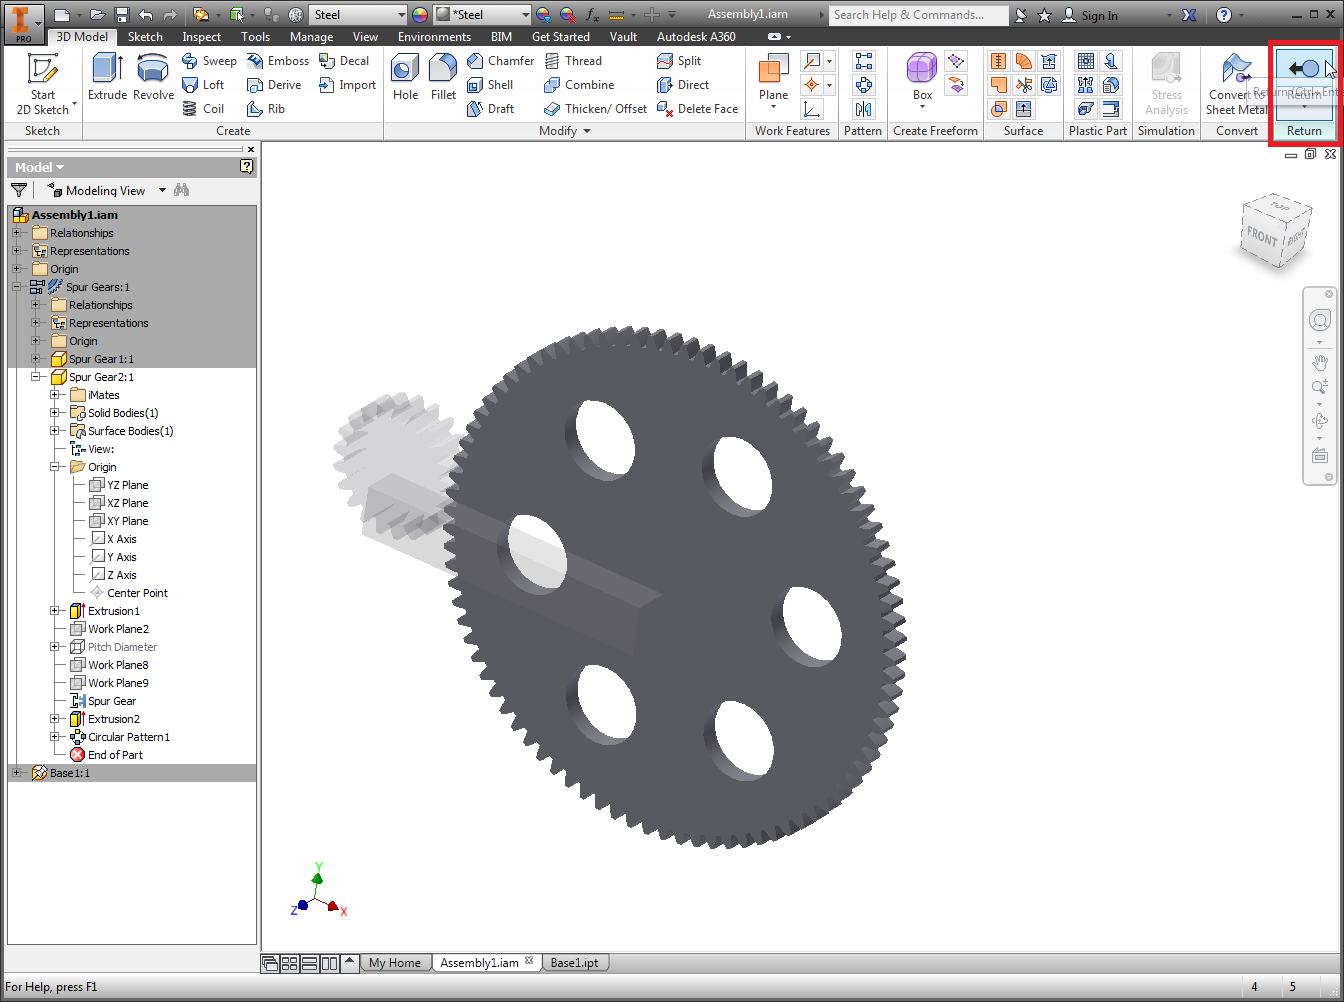 PRO
Steel
*Steel
fx
Assembly1.iam
Search Help & Commands...
Sign In
3D Model Sketch Inspect Tools Manage View Environments BIM Get Started Vault Autodesk A360
Start
2D Sketch
Extrude
Revolve
Sweep
Loft
Coil
Emboss
Derive
Rib
Decal
Import
Hole
Fillet
Chamfer
Shell
Draft
Thread
Combine
Thicken/ Offset
Split
Direct
Delete Face
Plane
Box
Stress
Analysis
Convert to
Sheet Metal
Return (Ctrl+ Ente
Return
Sketch Create Modify Work Features Pattern Create Freeform Surface Plastic Part Simulation Convert Return
Model
Modeling View
Assembly1.iam
Relationships
Representations
Origin
Spur Gears:1
Relationships
Representations
Origin
Spur Gear1:1
Spur Gear2:1
iMates
Solid Bodies(1)
Surface Bodies(1)
View:
Origin
YZ Plane
XZ Plane
XY Plane
X Axis
Y Axis
Z Axis
Center Point
Extrusion1
Work Plane2
Pitch Diameter
Work Plane8
Work Plane9
Spur Gear
Extrusion2
Circular Pattern1
End of Part
Base1:1
TOP
FRONT
RIGHT
Y
Z
X
My Home Assembly1.iam Base1.ipt
For Help, press F1
4 5